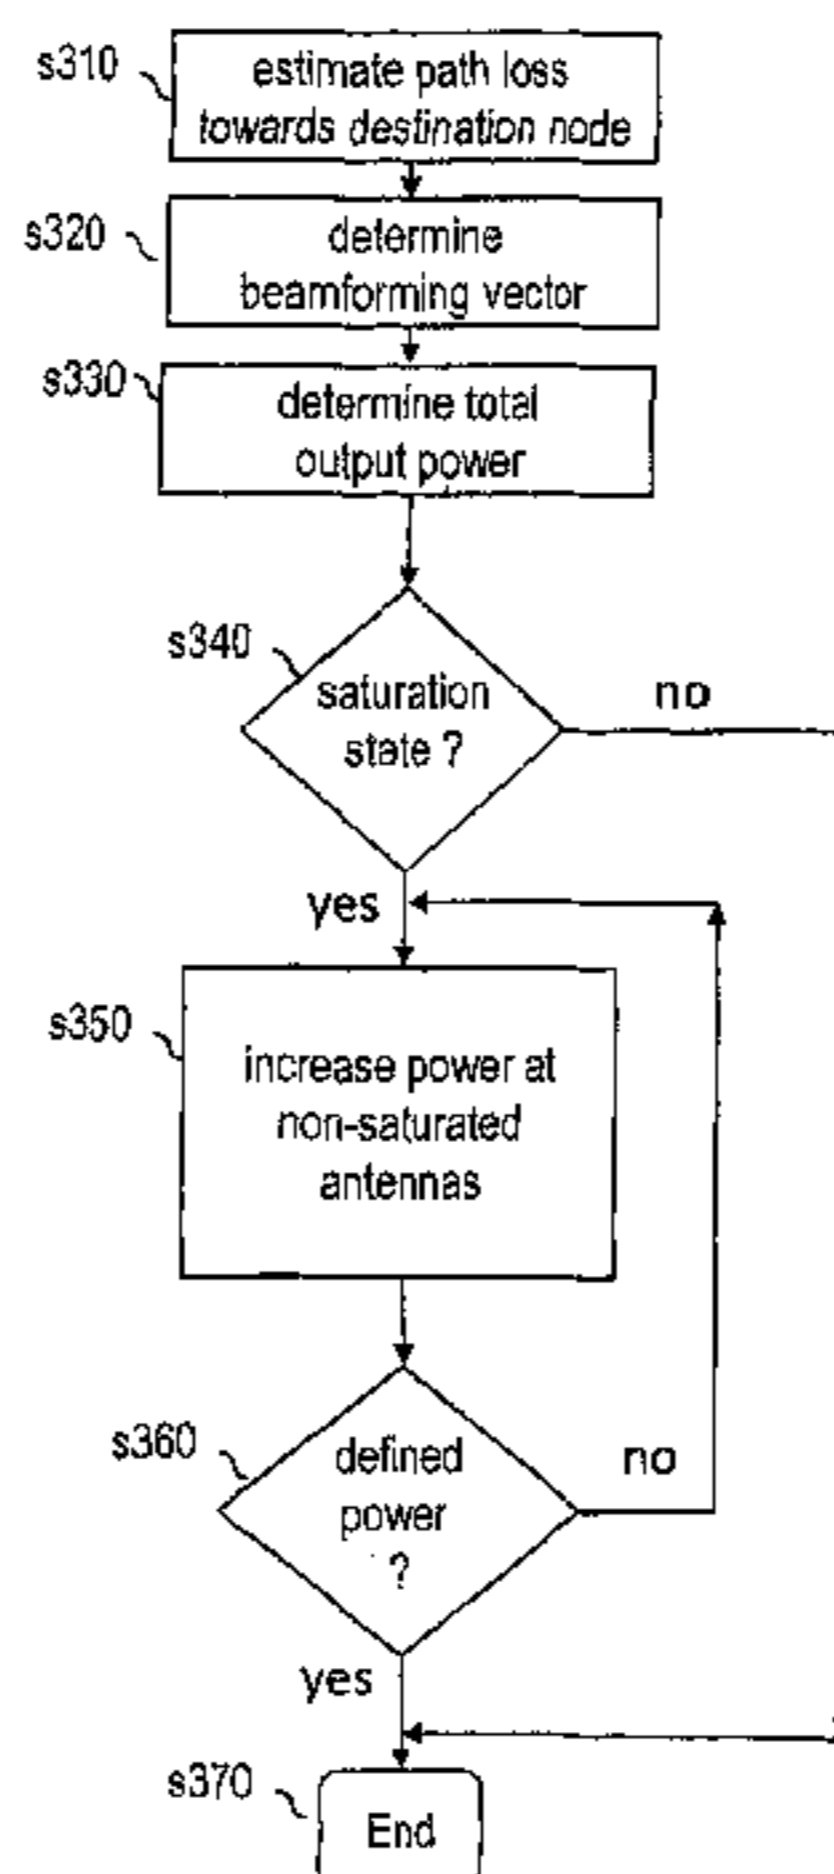 s310
estimate path loss
towards destination node
s320
determine
beamforming vector
s330
determine total
output power
s340
saturation
state ?
no
yes
s350
increase power at
non-saturated
antennas
s360
defined
power
?
no
yes
s370
End